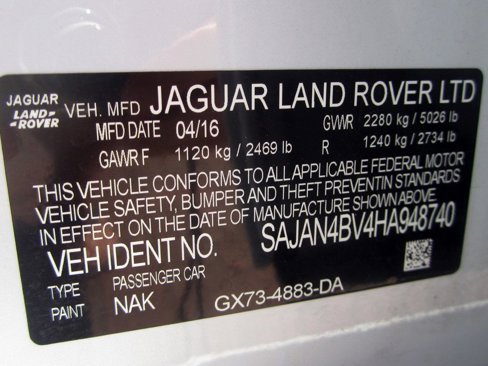 JAGUAR
LAND-
-ROVER
VEH. MFD JAGUAR LAND ROVER LTD
MFD DATE 04/16 GVWR 2280 kg / 5026 lb
GAWR F 1120 kg / 2469 lb R 1240 kg / 2734 lb
THIS VEHICLE CONFORMS TO ALL APPLICABLE FEDERAL MOTOR
VEHICLE SAFETY, BUMPER AND THEFT PREVENTIN STANDARDS
IN EFFECT ON THE DATE OF MANUFACTURE SHOWN ABOVE.
VEH IDENT NO. SAJAN4BV4HA948740
TYPE PASSENGER CAR
PAINT NAK GX73-4883-DA